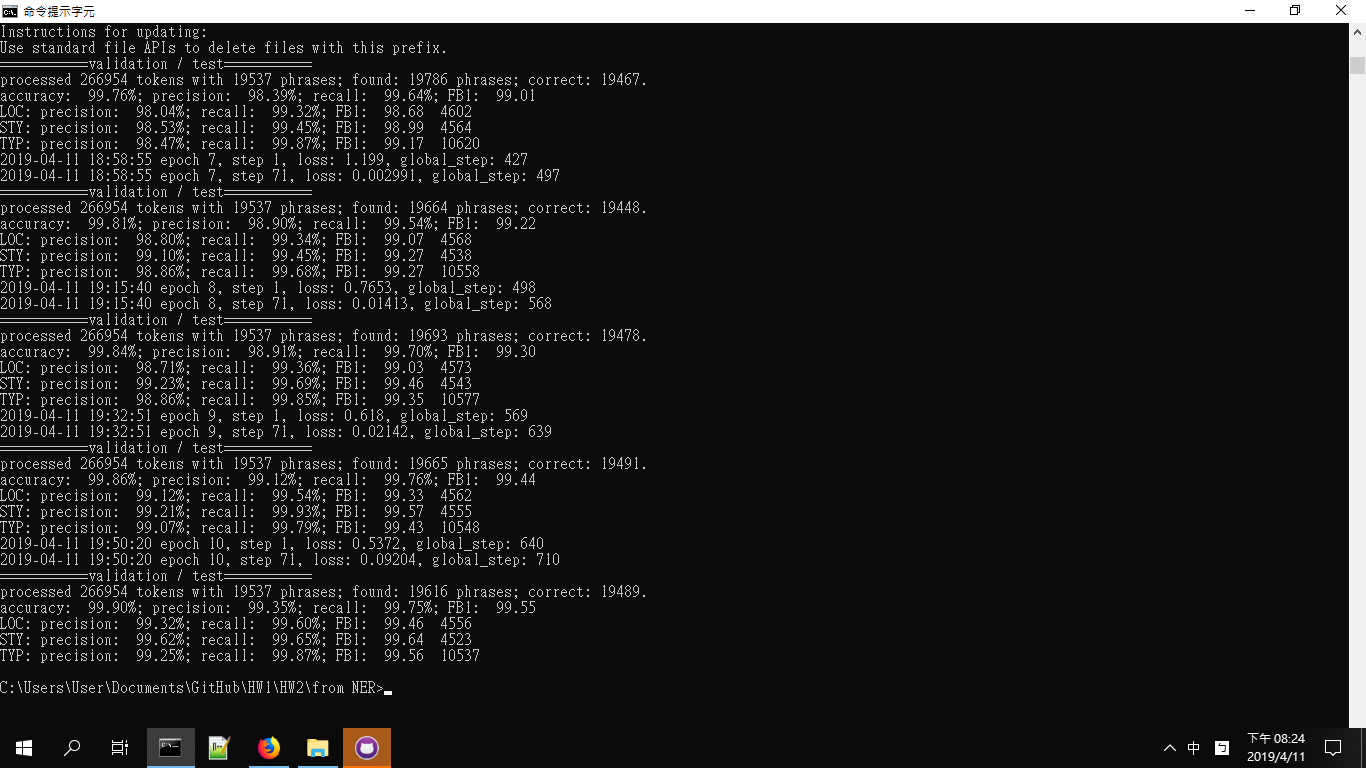 命令提示字元
Instructions for updating:
Use standard file APIs to delete files with this prefix.
===========validation / test===========
processed 266954 tokens with 19537 phrases; found: 19786 phrases; correct: 19467.
accuracy:  99.76%; precision:  98.39%; recall:  99.64%; FB1:  99.01
LOC: precision:  98.04%; recall:  99.32%; FB1:  98.68  4602
STY: precision:  98.53%; recall:  99.45%; FB1:  98.99  4564
TYP: precision:  98.47%; recall:  99.87%; FB1:  99.17  10620
2019-04-11 18:58:55 epoch 7, step 1, loss: 1.199, global_step: 427
2019-04-11 18:58:55 epoch 7, step 71, loss: 0.002991, global_step: 497
===========validation / test===========
processed 266954 tokens with 19537 phrases; found: 19664 phrases; correct: 19448.
accuracy:  99.81%; precision:  98.90%; recall:  99.54%; FB1:  99.22
LOC: precision:  98.80%; recall:  99.34%; FB1:  99.07  4568
STY: precision:  99.10%; recall:  99.45%; FB1:  99.27  4538
TYP: precision:  98.86%; recall:  99.68%; FB1:  99.27  10558
2019-04-11 19:15:40 epoch 8, step 1, loss: 0.7653, global_step: 498
2019-04-11 19:15:40 epoch 8, step 71, loss: 0.01413, global_step: 568
===========validation / test===========
processed 266954 tokens with 19537 phrases; found: 19693 phrases; correct: 19478.
accuracy:  99.84%; precision:  98.91%; recall:  99.70%; FB1:  99.30
LOC: precision:  98.71%; recall:  99.36%; FB1:  99.03  4573
STY: precision:  99.23%; recall:  99.69%; FB1:  99.46  4543
TYP: precision:  98.86%; recall:  99.85%; FB1:  99.35  10577
2019-04-11 19:32:51 epoch 9, step 1, loss: 0.618, global_step: 569
2019-04-11 19:32:51 epoch 9, step 71, loss: 0.02142, global_step: 639
===========validation / test===========
processed 266954 tokens with 19537 phrases; found: 19665 phrases; correct: 19491.
accuracy:  99.86%; precision:  99.12%; recall:  99.76%; FB1:  99.44
LOC: precision:  99.12%; recall:  99.54%; FB1:  99.33  4562
STY: precision:  99.21%; recall:  99.93%; FB1:  99.57  4555
TYP: precision:  99.07%; recall:  99.79%; FB1:  99.43  10548
2019-04-11 19:50:20 epoch 10, step 1, loss: 0.5372, global_step: 640
2019-04-11 19:50:20 epoch 10, step 71, loss: 0.09204, global_step: 710
===========validation / test===========
processed 266954 tokens with 19537 phrases; found: 19616 phrases; correct: 19489.
accuracy:  99.90%; precision:  99.35%; recall:  99.75%; FB1:  99.55
LOC: precision:  99.32%; recall:  99.60%; FB1:  99.46  4556
STY: precision:  99.62%; recall:  99.65%; FB1:  99.64  4523
TYP: precision:  99.25%; recall:  99.87%; FB1:  99.56  10537
C:\Users\User\Documents\GitHub\HW1\HW2\from NER>
中
ㄅ
下午 08:24
2019/4/11